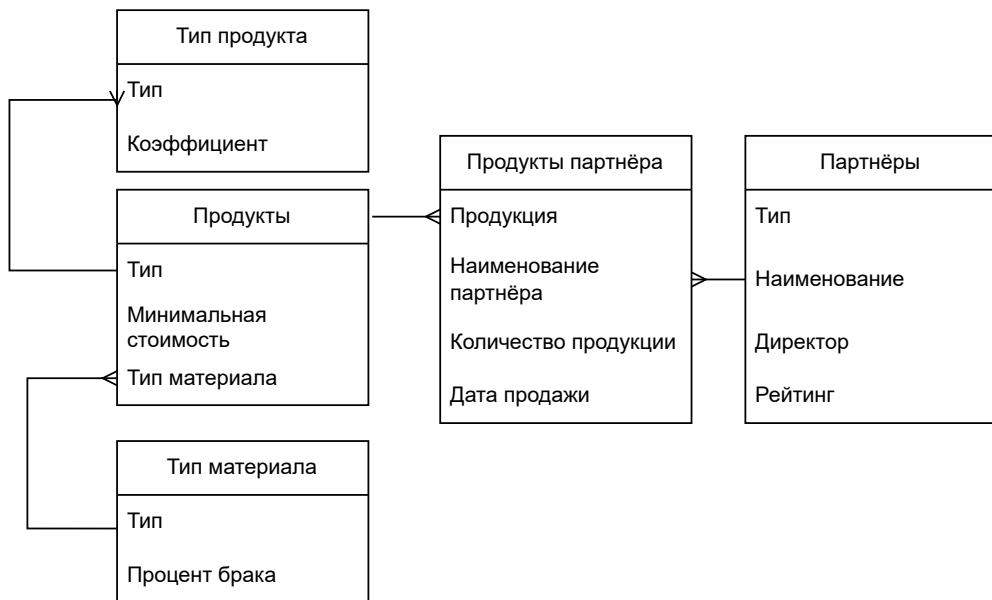 Тип продукта
Тип
Коэффициент
Продукты
Тип
Минимальная
стоимость
Тип материала
Тип материала
Тип
Процент брака
Продукты партнёра
Продукция
Наименование
партнёра
Количество продукции
Дата продажи
Партнёры
Тип
Наименование
Директор
Рейтинг